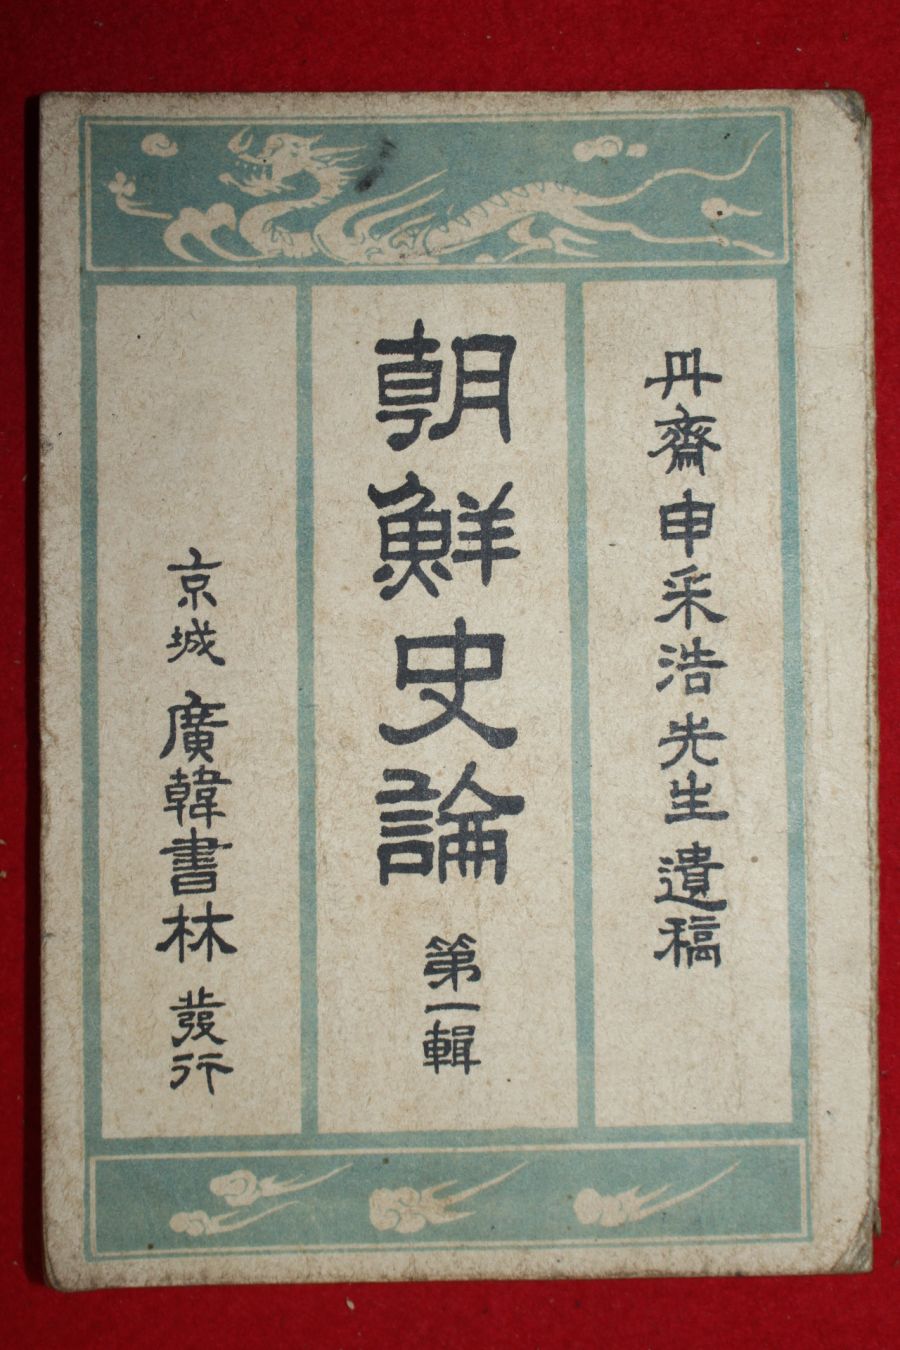 丹齋申采浩先生遺稿
朝鮮史論 第一輯
京城 廣韓書林 發行